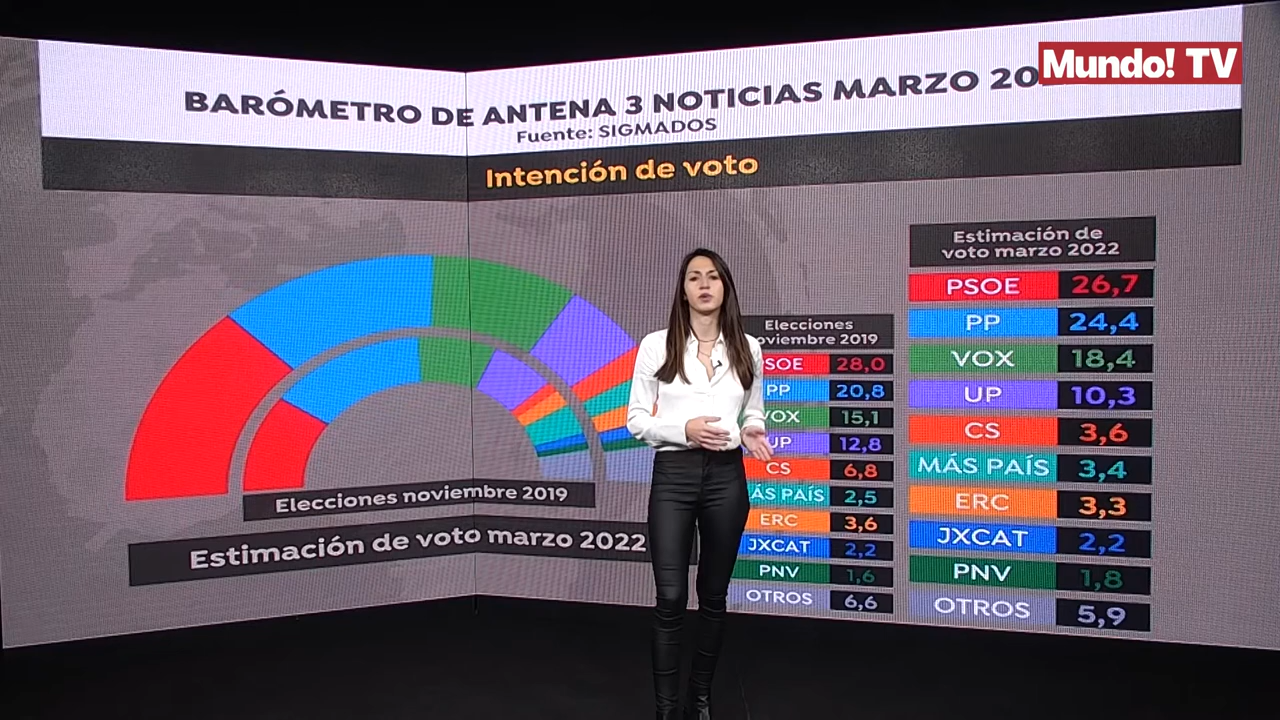 Mundo! TV
BARÓMETRO DE ANTENA 3 NOTICIAS MARZO 20
Fuente: SIGMADOS
Intención de voto
Estimación de
voto marzo 2022
PSOE 26,7
PP 24,4
VOX 18,4
UP 10,3
CS 3,6
MÁS PAÍS 3,4
ERC 3,3
JXCAT 2,2
PNV 1,8
OTROS 5,9
Elecciones
oviembre 2019
SOE 28,0
PP 20,8
VOX 15,1
UP 12,8
CS 6,8
ÁS PAÍS 2,5
ERC 3,6
JXCAT 2,2
PNV 1,6
OTROS 6,6
Elecciones noviembre 2019
Estimación de voto marzo 2022